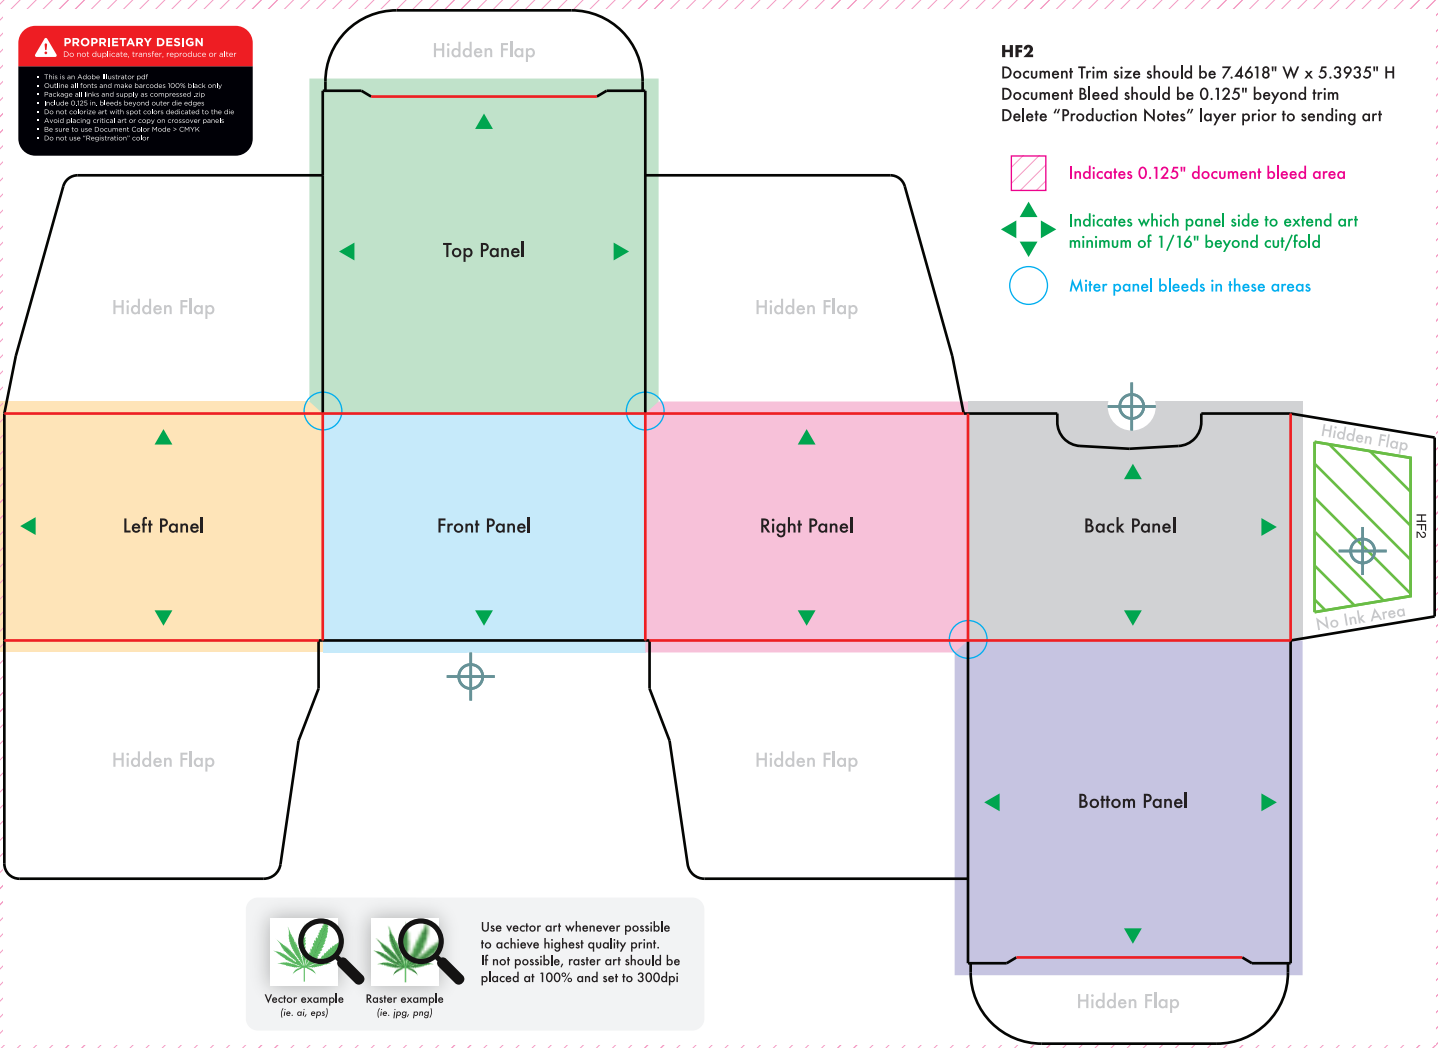 Hidden Flap
PROPRIETARY DESIGN
Do not duplicate, transfer, reproduce or alter
This is an Adobe Illustrator pdf
Outline all fonts and make barcodes 100% black only
Package all links and supply as compressed .zip
Include 0.125 in. bleeds beyond outer die edges
Do not colorize art with spot colors dedicated to the die
Avoid placing critical art or copy on crossover panels
Be sure to use Document Color Mode > CMYK
Do not use "Registration" color
HF2
Document Trim size should be 7.4618" W x 5.3935" H
Document Bleed should be 0.125" beyond trim
Delete “Production Notes” layer prior to sending art
Indicates 0.125" document bleed area
Indicates which panel side to extend art
minimum of 1/16" beyond cut/fold
Miter panel bleeds in these areas
Top Panel
Hidden Flap
Hidden Flap
Left Panel
Front Panel
Right Panel
Back Panel
Hidden Flap
HF2
No Ink Area
Hidden Flap
Hidden Flap
Bottom Panel
Hidden Flap
Vector example
(ie. ai, eps)
Raster example
(ie. jpg, png)
Use vector art whenever possible
to achieve highest quality print.
If not possible, raster art should be
placed at 100% and set to 300dpi